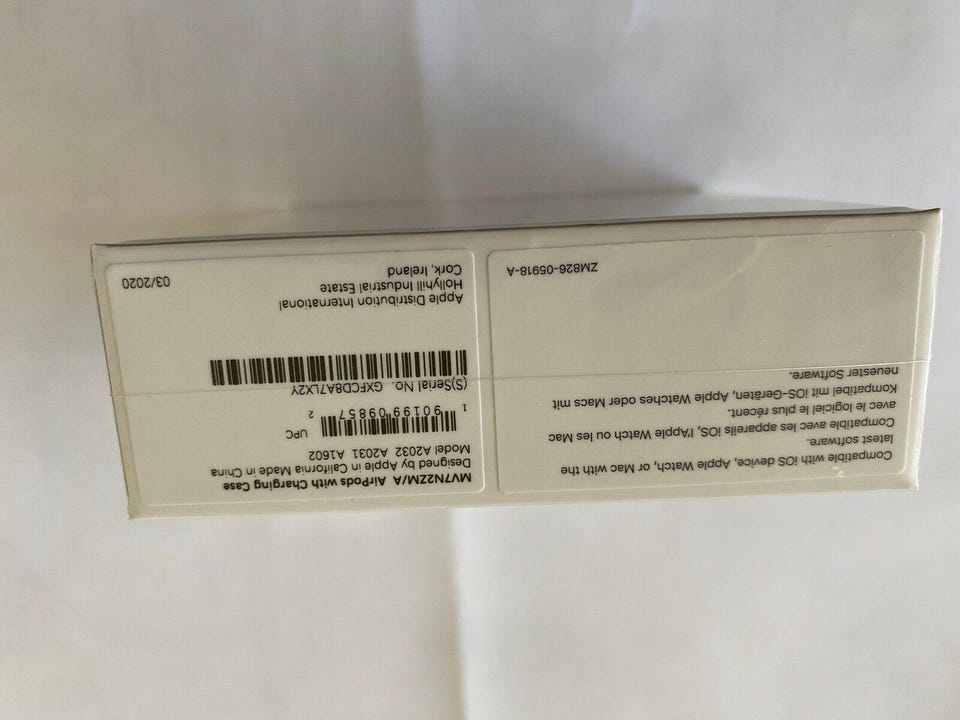 MV7N2ZM/A AirPods with Charging Case
Designed by Apple in California Made in China
Model A2032 A2031 A1602
UPC
1 90199 09857 2
(S)Serial No. GXFCD8A7LX2Y
Apple Distribution International
Hollyhill Industrial Estate
Cork, Ireland
03/2020
Compatible with iOS device, Apple Watch, or Mac with the
latest software.
Compatible avec les appareils iOS, l'Apple Watch ou les Mac
avec le logiciel le plus récent.
Kompatibel mit iOS-Geräten, Apple Watches oder Macs mit
neuester Software.
ZM826-05918-A